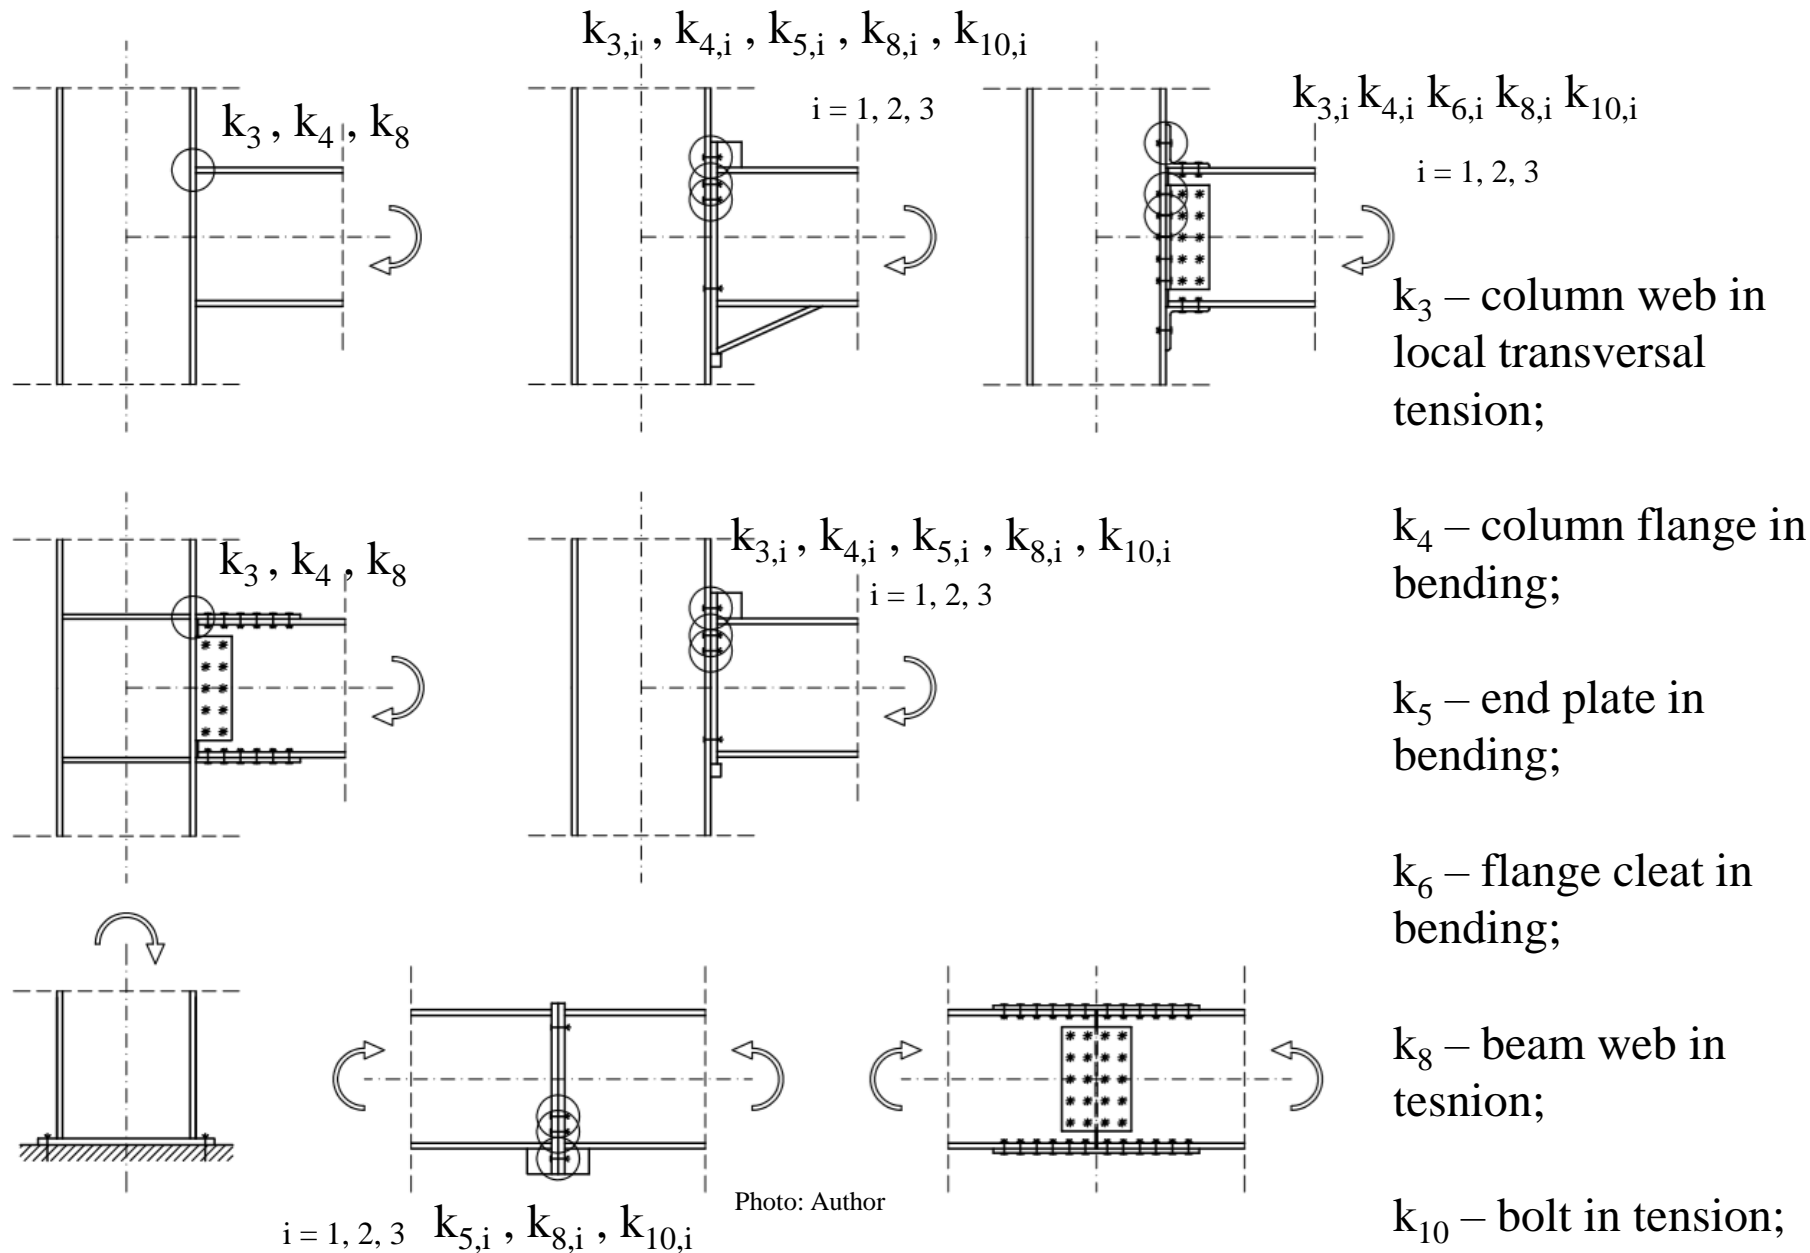 k3,i , k4,i , k5,i , k8,i , k10,i
i = 1, 2, 3
k3 , k4 , k8
k3,i k4,i k6,i k8,i k10,i
i = 1, 2, 3
k3 – column web in
local transversal
tension;
k3 , k4 , k8
k3,i , k4,i , k5,i , k8,i , k10,i
i = 1, 2, 3
k4 – column flange in
bending;
k5 – end plate in
bending;
k6 – flange cleat in
bending;
k8 – beam web in
tesnion;
Photo: Author
i = 1, 2, 3 k5,i , k8,i , k10,i
k10 – bolt in tension;